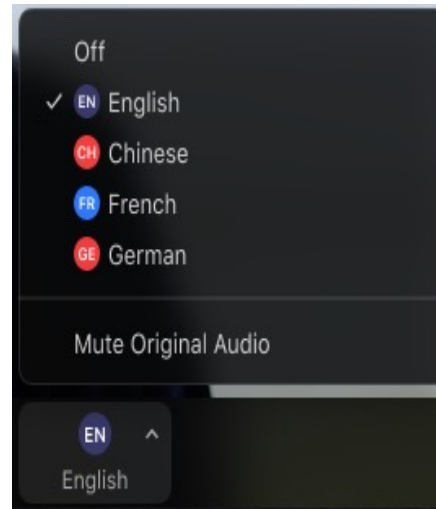 Off
EN English
CH Chinese
FR French
GE German
Mute Original Audio
EN
English